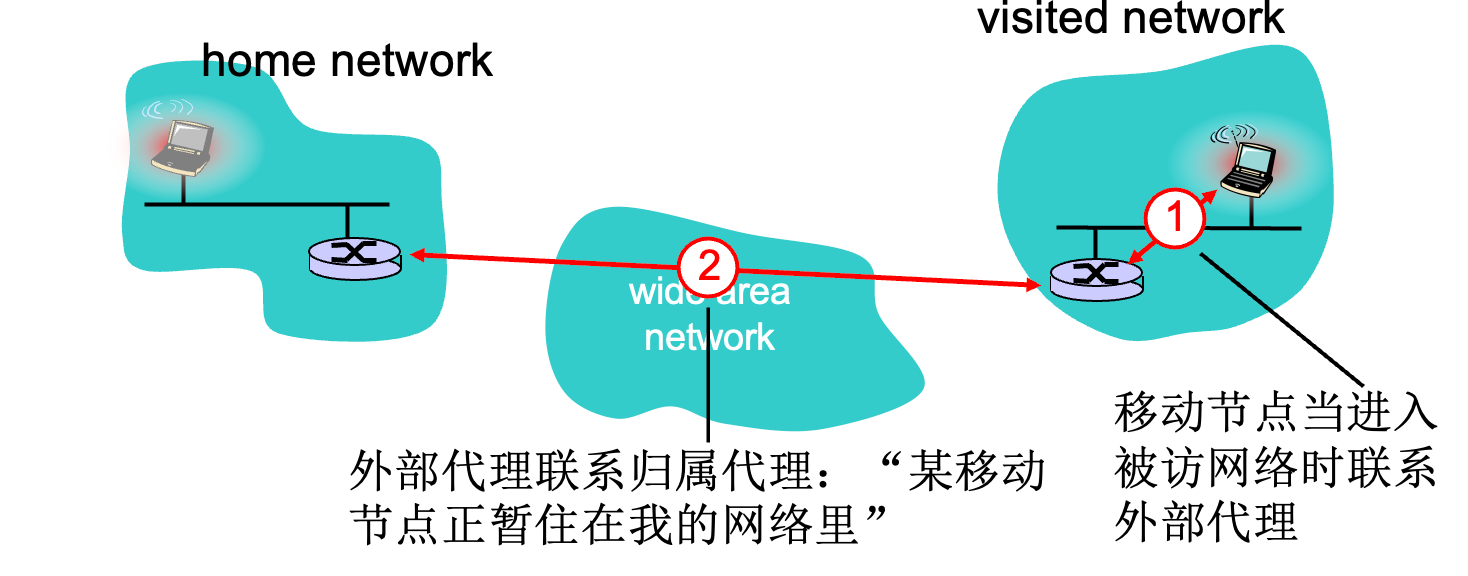 visited network
home network
1
2
wide area
network
移动节点当进入
被访网络时联系
外部代理
外部代理联系归属代理：“某移动
节点正暂住在我的网络里”